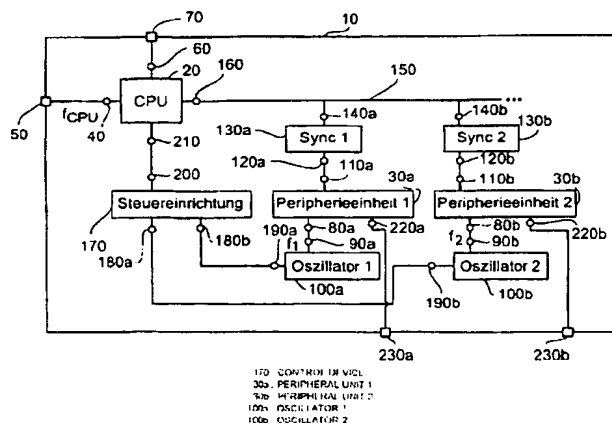 70
10
60
20
160
150
CPU
50
fCPU
40
210
140a
140b
130a
Sync 1
Sync 2
130b
120a
110a
120b
110b
200
30a
30b
Steuereinrichtung
Peripherieeinheit 1
Peripherieeinheit 2
170
180a
180b
190a
80a
220a
f1
90a
80b
f2
90b
220b
Oszillator 1
100a
Oszillator 2
100b
190b
230a
230b
170 CONTROL DEVICE
30a PERIPHERAL UNIT 1
30b PERIPHERAL UNIT 2
100a OSCILLATOR 1
100b OSCILLATOR 2